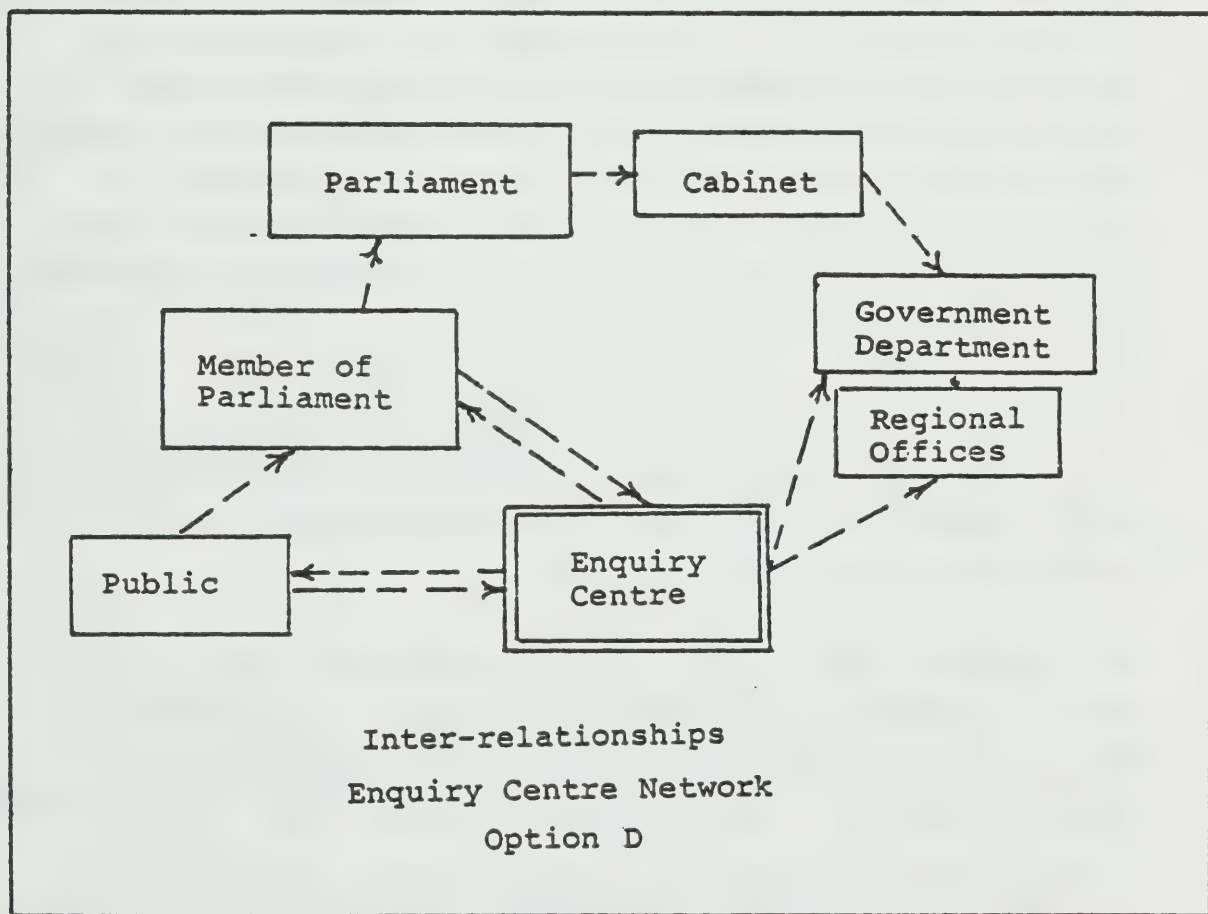 Parliament
Cabinet
Government
Department
Member of
Parliament
Regional
Offices
Public
Enquiry
Centre
Inter-relationships
Enquiry Centre Network
Option D